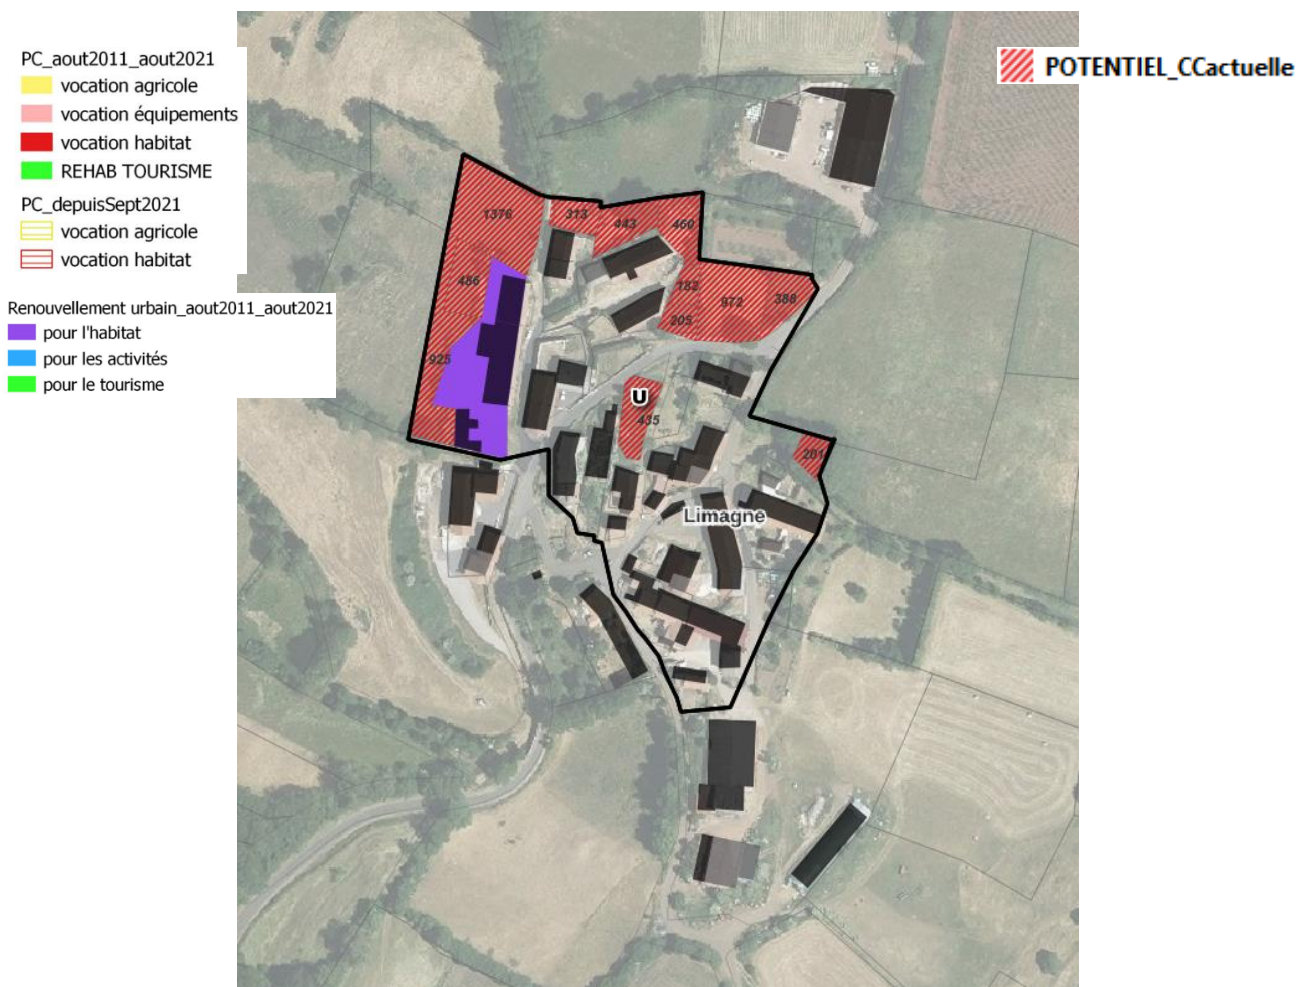 PC_aout2011_aout2021
vocation agricole
vocation équipements
vocation habitat
REHAB TOURISME
PC_depuisSept2021
vocation agricole
vocation habitat
Renouvellement urbain_aout2011_aout2021
pour l'habitat
pour les activités
pour le tourisme
POTENTIEL_CCactuelle
1376
313
443
460
486
182
972
388
205
925
U
435
201
Limagne